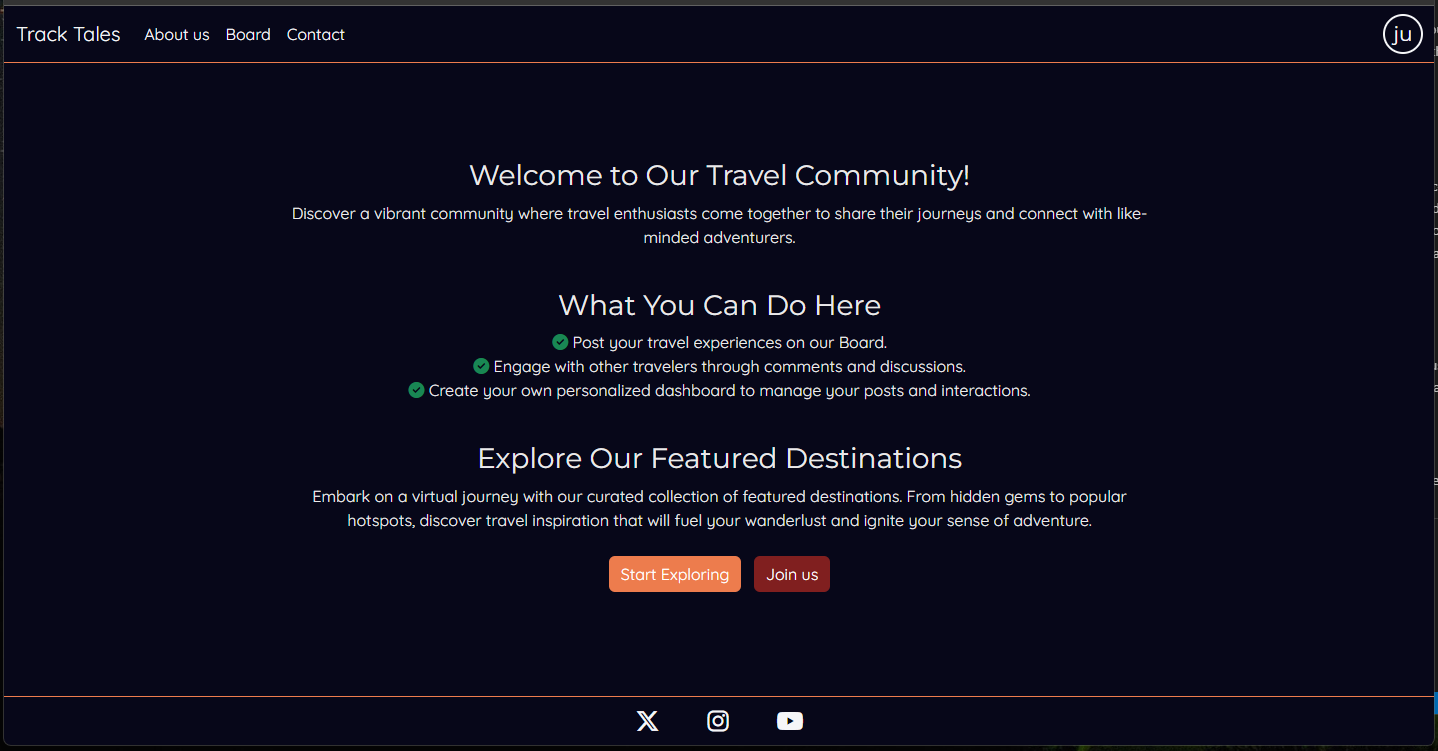 Track Tales About us Board Contact ju
Welcome to Our Travel Community!
Discover a vibrant community where travel enthusiasts come together to share their journeys and connect with like-
minded adventurers.
What You Can Do Here
Post your travel experiences on our Board.
Engage with other travelers through comments and discussions.
Create your own personalized dashboard to manage your posts and interactions.
Explore Our Featured Destinations
Embark on a virtual journey with our curated collection of featured destinations. From hidden gems to popular
hotspots, discover travel inspiration that will fuel your wanderlust and ignite your sense of adventure.
Start Exploring Join us